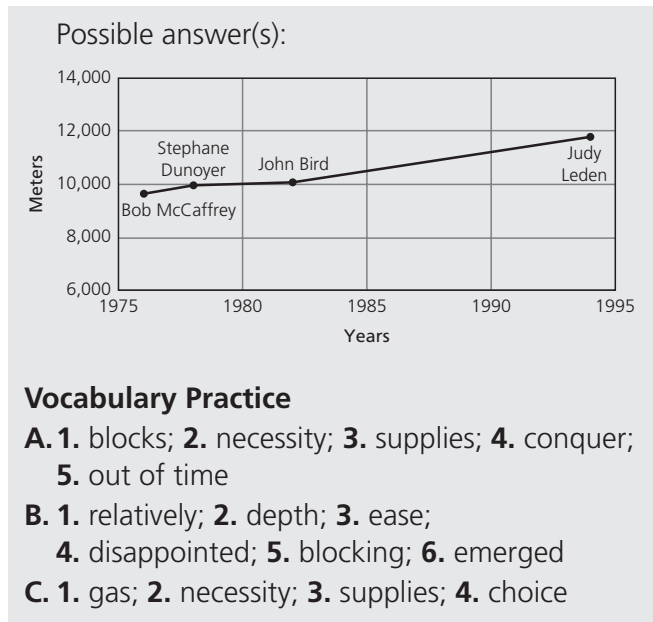 Possible answer(s):
14,000
12,000
10,000
8,000
6,000
Meters
Stephane
Dunoyer
John Bird
Judy
Leden
Bob McCaffrey
1975 1980 1985 1990 1995
Years
Vocabulary Practice
A. 1. blocks; 2. necessity; 3. supplies; 4. conquer;
5. out of time
B. 1. relatively; 2. depth; 3. ease;
4. disappointed; 5. blocking; 6. emerged
C. 1. gas; 2. necessity; 3. supplies; 4. choice